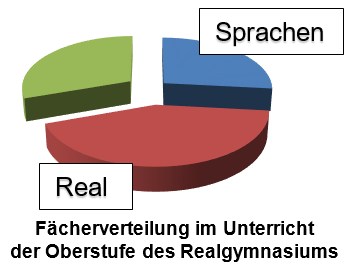 Sprachen
Real
Fächerverteilung im Unterricht
der Oberstufe des Realgymnasiums